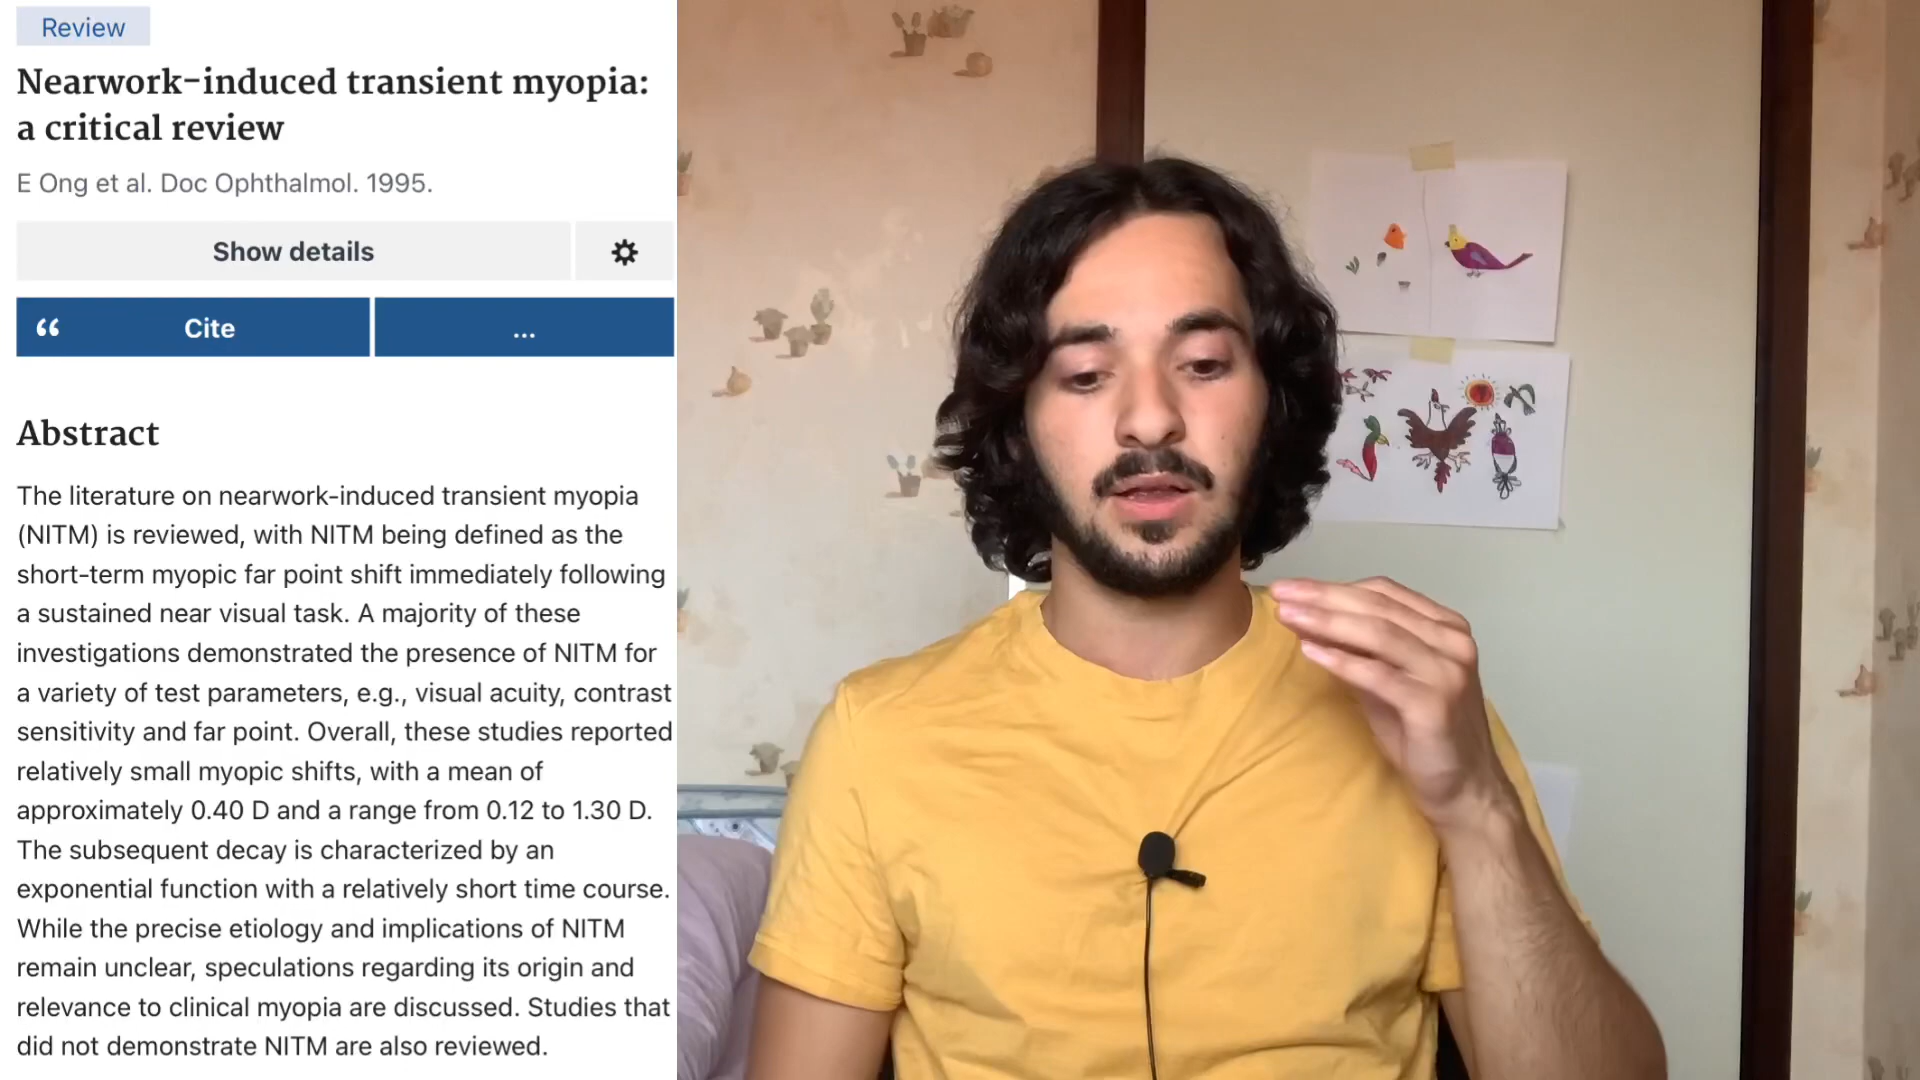 Review
Nearwork-induced transient myopia:
a critical review
E Ong et al. Doc Ophthalmol. 1995.
Show details
Cite
...
Abstract
The literature on nearwork-induced transient myopia
(NITM) is reviewed, with NITM being defined as the
short-term myopic far point shift immediately following
a sustained near visual task. A majority of these
investigations demonstrated the presence of NITM for
a variety of test parameters, e.g., visual acuity, contrast
sensitivity and far point. Overall, these studies reported
relatively small myopic shifts, with a mean of
approximately 0.40 D and a range from 0.12 to 1.30 D.
The subsequent decay is characterized by an
exponential function with a relatively short time course.
While the precise etiology and implications of NITM
remain unclear, speculations regarding its origin and
relevance to clinical myopia are discussed. Studies that
did not demonstrate NITM are also reviewed.